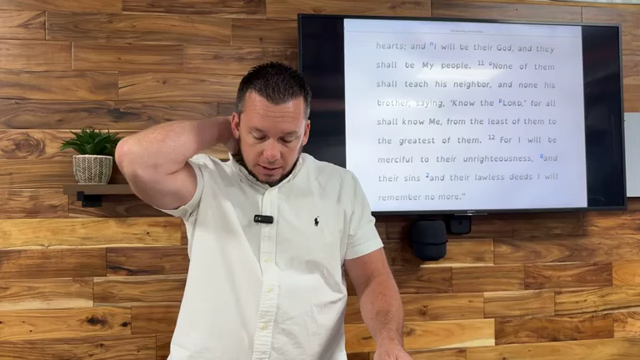 hearts; and "I will be their God, and they
shall be My people. 11 "None of them
shall teach his neighbor, and none his
brother, saying, 'Know the LORD,' for all
shall know Me, from the least of them to
the greatest of them. 12 For I will be
merciful to their unrighteousness, and
their sins and their lawless deeds I will
remember no more."